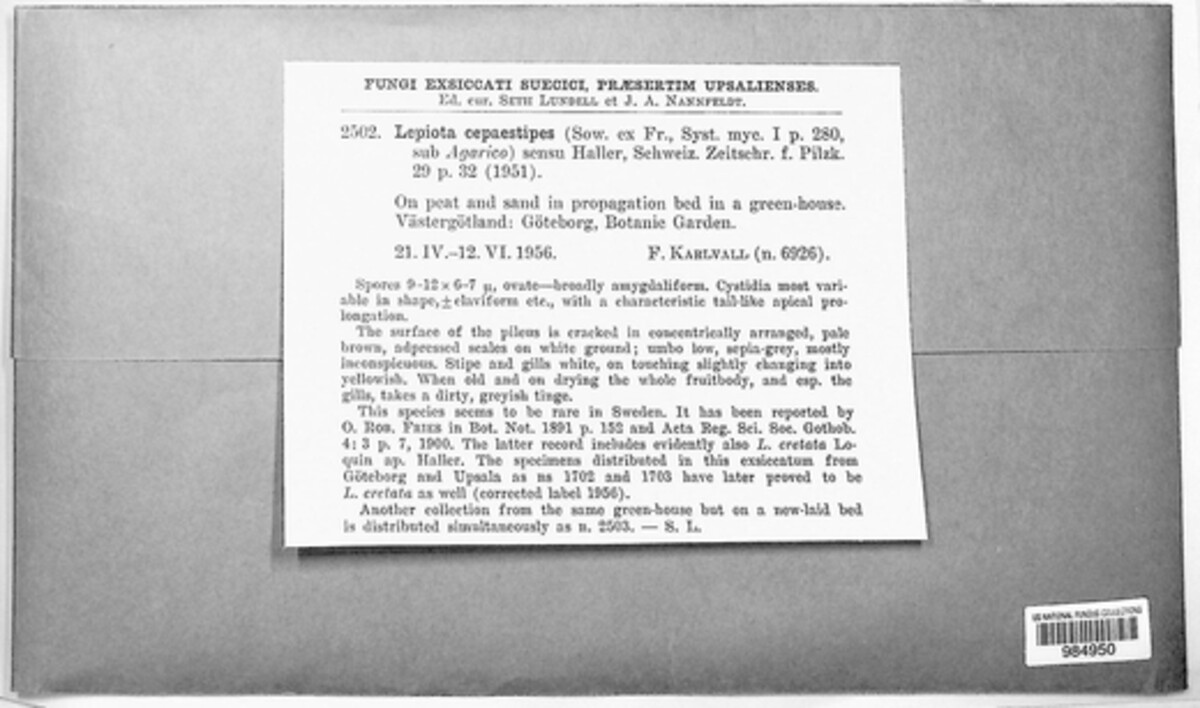 FUNGI EXSICCATI SUECICI, PRÆSERTIM UPSALIENSES.
Ed. cur. SETH LUNDELL et J. A. NANNFELDT.
2502. Lepiota cepaestipes (Sow. ex Fr., Syst. myc. I p. 280,
sub Agarico) sensu Haller, Schweiz. Zeitschr. f. Pilzk.
29 p. 32 (1951).
On peat and sand in propagation bed in a green-house.
Västergötland: Göteborg, Botanic Garden.
21. IV.–12. VI. 1956. F. KARLVALL (n. 6926).
Spores 9-12 × 6-7 µ, ovate—broadly amygdaliform. Cystidia most vari-
able in shape, ± claviform etc., with a characteristic tail-like apical pro-
longation.
The surface of the pileus is cracked in concentrically arranged, pale
brown, adpressed scales on white ground; umbo low, sepia-grey, mostly
inconspicuous. Stipe and gills white, on touching slightly changing into
yellowish. When old and on drying the whole fruitbody, and esp. the
gills, takes a dirty, greyish tinge.
This species seems to be rare in Sweden. It has been reported by
O. ROB. FRIES in Bot. Not. 1891 p. 152 and Acta Reg. Sci. Soc. Gothob.
4: 3 p. 7, 1900. The latter record includes evidently also L. cretata Lo-
quin ap. Haller. The specimens distributed in this exsiccatum from
Göteborg and Upsala as ns 1702 and 1703 have later proved to be
L. cretata as well (corrected label 1956).
Another collection from the same green-house but on a new-laid bed
is distributed simultaneously as n. 2503. — S. L.
US NATIONAL FUNGUS COLLECTIONS
984950